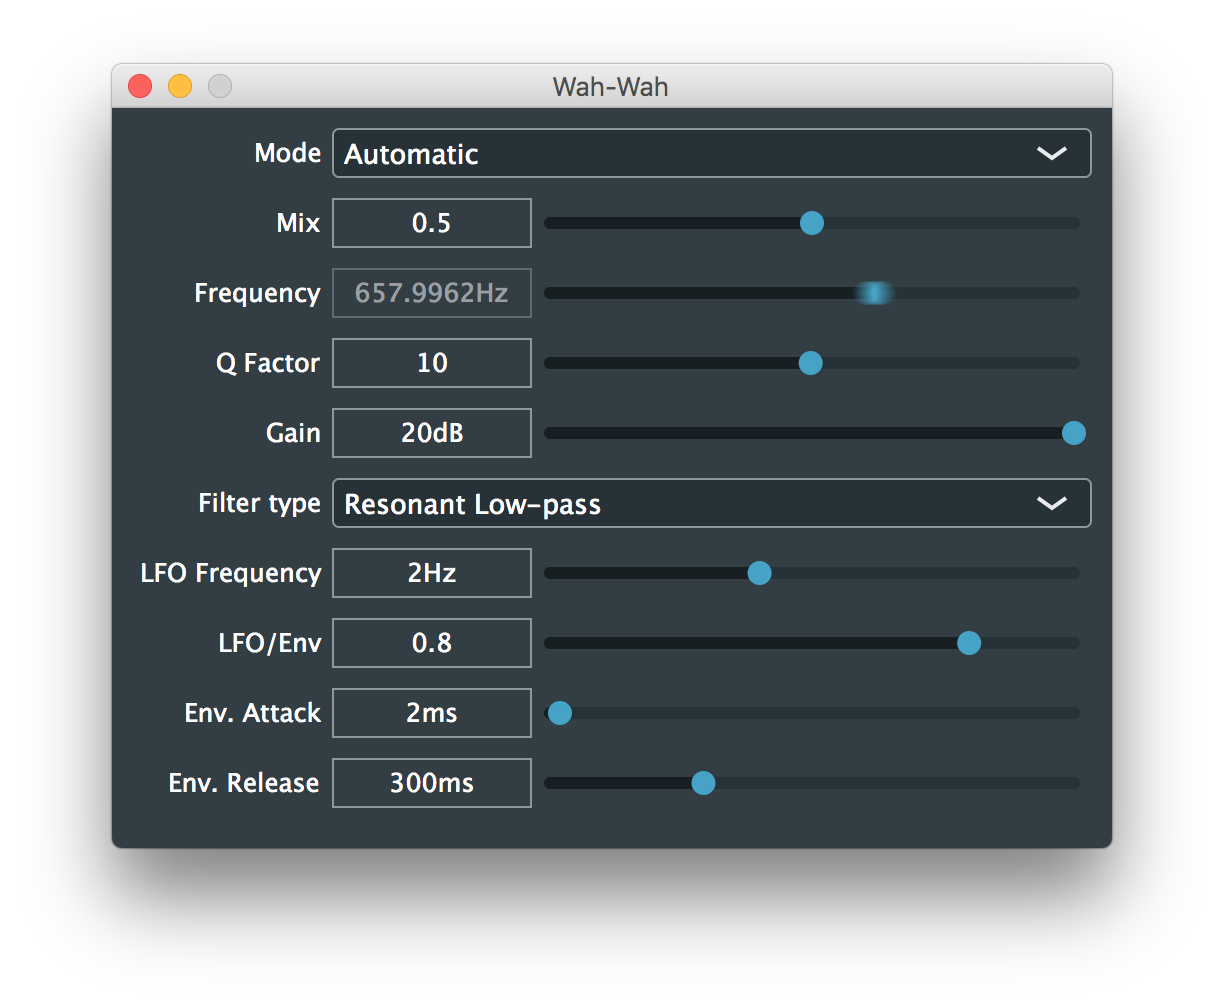 Wah-Wah
Mode Automatic
Mix 0.5
Frequency 657.9962Hz
Q Factor 10
Gain 20dB
Filter type Resonant Low-pass
LFO Frequency 2Hz
LFO/Env 0.8
Env. Attack 2ms
Env. Release 300ms